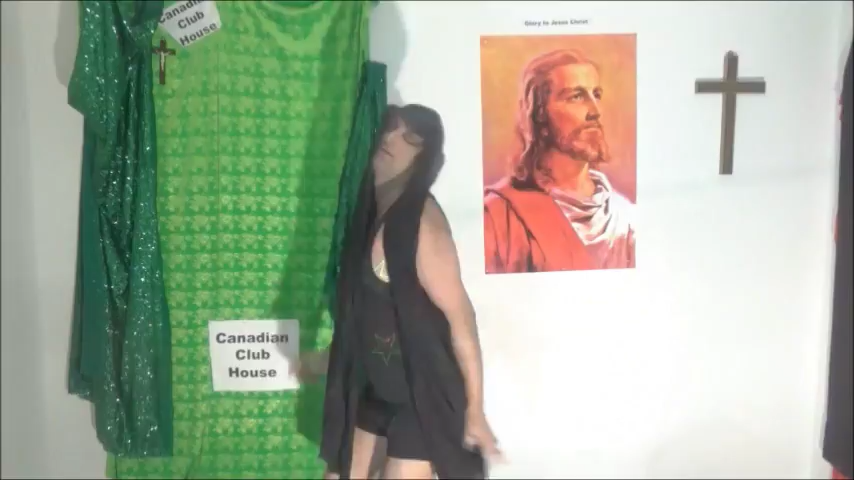 Canadian
Club
House
Glory to Jesus Christ
Canadian
Club
House